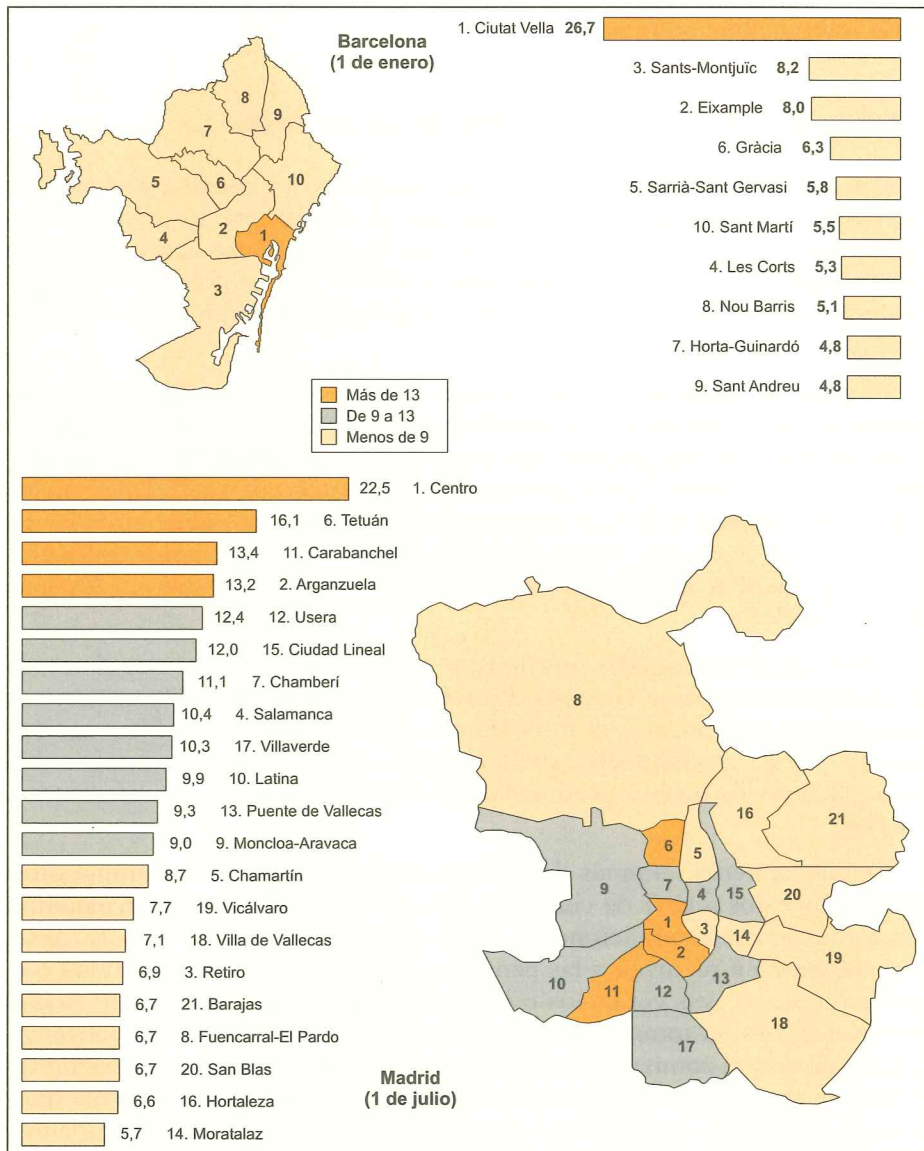 Barcelona
(1 de enero)
8
9
7
5
6
10
2
4
1
3
1. Ciutat Vella 26,7
3. Sants-Montjuïc 8,2
2. Eixample 8,0
6. Gràcia 6,3
5. Sarrià-Sant Gervasi 5,8
10. Sant Martí 5,5
4. Les Corts 5,3
8. Nou Barris 5,1
7. Horta-Guinardó 4,8
9. Sant Andreu 4,8
Más de 13
De 9 a 13
Menos de 9
22,5 1. Centro
16,1 6. Tetuán
13,4 11. Carabanchel
13,2 2. Arganzuela
12,4 12. Usera
12,0 15. Ciudad Lineal
11,1 7. Chamberí
10,4 4. Salamanca
10,3 17. Villaverde
9,9 10. Latina
9,3 13. Puente de Vallecas
9,0 9. Moncloa-Aravaca
8,7 5. Chamartín
7,7 19. Vicálvaro
7,1 18. Villa de Vallecas
6,9 3. Retiro
6,7 21. Barajas
6,7 8. Fuencarral-El Pardo
6,7 20. San Blas
6,6 16. Hortaleza
5,7 14. Moratalaz
8
16
21
6
5
9
7
4
15
20
1
3
14
2
19
10
11
12
13
18
17
Madrid
(1 de julio)